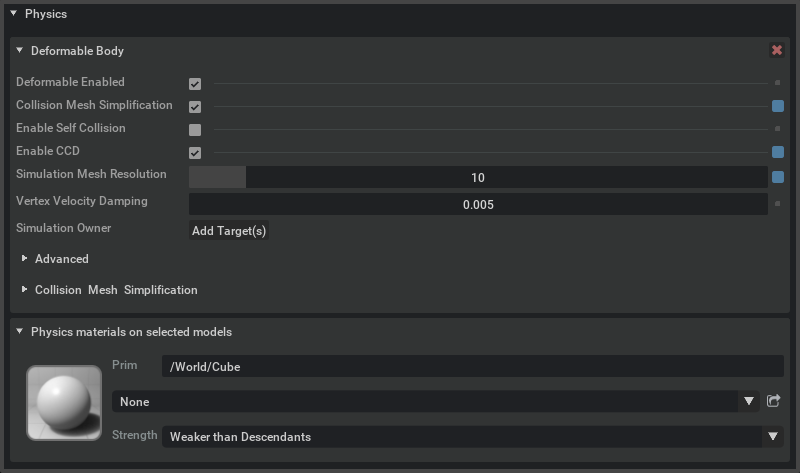 Physics
Deformable Body
Deformable Enabled
Collision Mesh Simplification
Enable Self Collision
Enable CCD
Simulation Mesh Resolution 10
Vertex Velocity Damping 0.005
Simulation Owner Add Target(s)
Advanced
Collision Mesh Simplification
Physics materials on selected models
Prim /World/Cube
None
Strength Weaker than Descendants